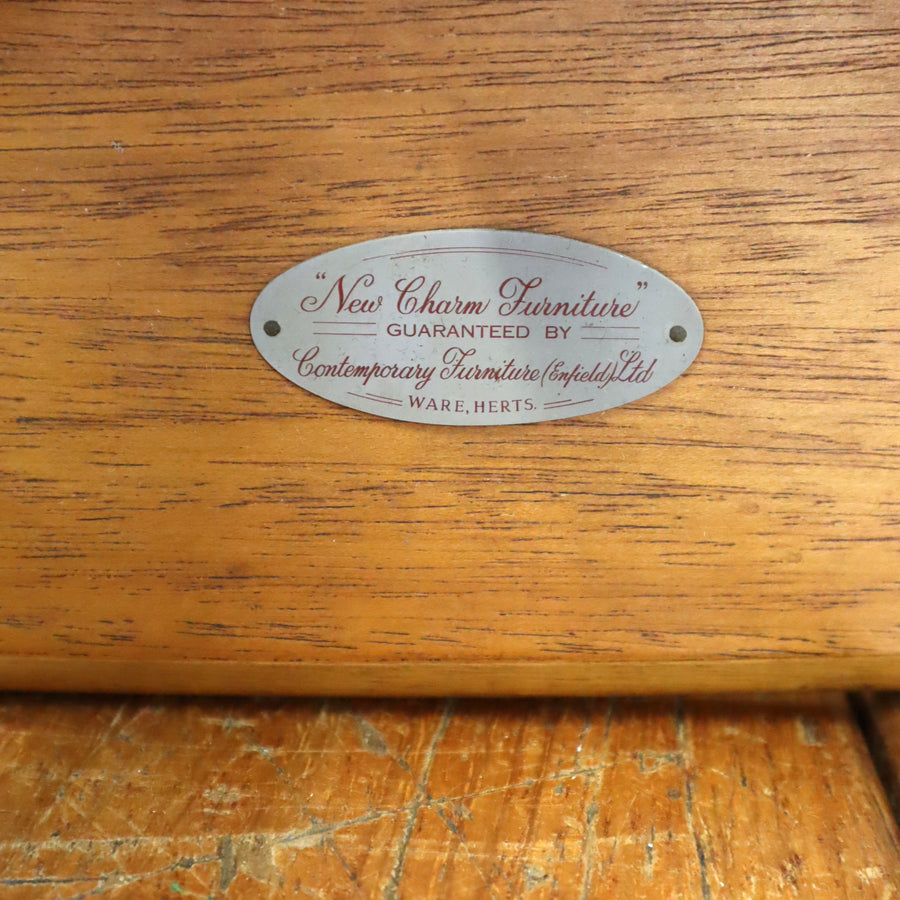 "New Charm Furniture"
GUARANTEED BY
Contemporary Furniture (Enfield) Ltd
WARE, HERTS.